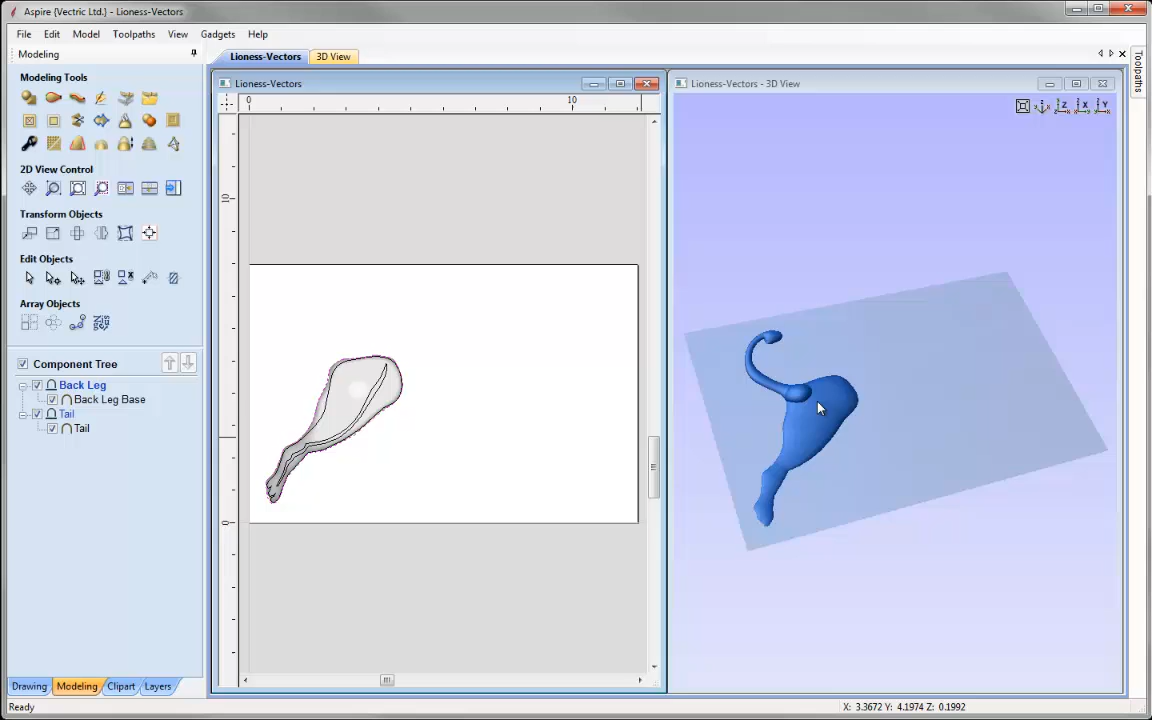 Aspire {Vectric Ltd.} - Lioness-Vectors
File Edit Model Toolpaths View Gadgets Help
Modeling
Lioness-Vectors 3D View
Toolpaths
Modeling Tools
Lioness-Vectors
Lioness-Vectors - 3D View
0 10
Z X Y
10
2D View Control
Transform Objects
Edit Objects
Array Objects
Component Tree
Back Leg
Back Leg Base
Tail
Tail
0
Drawing Modeling Clipart Layers
Ready
X: 3.3672 Y: 4.1974 Z: 0.1992